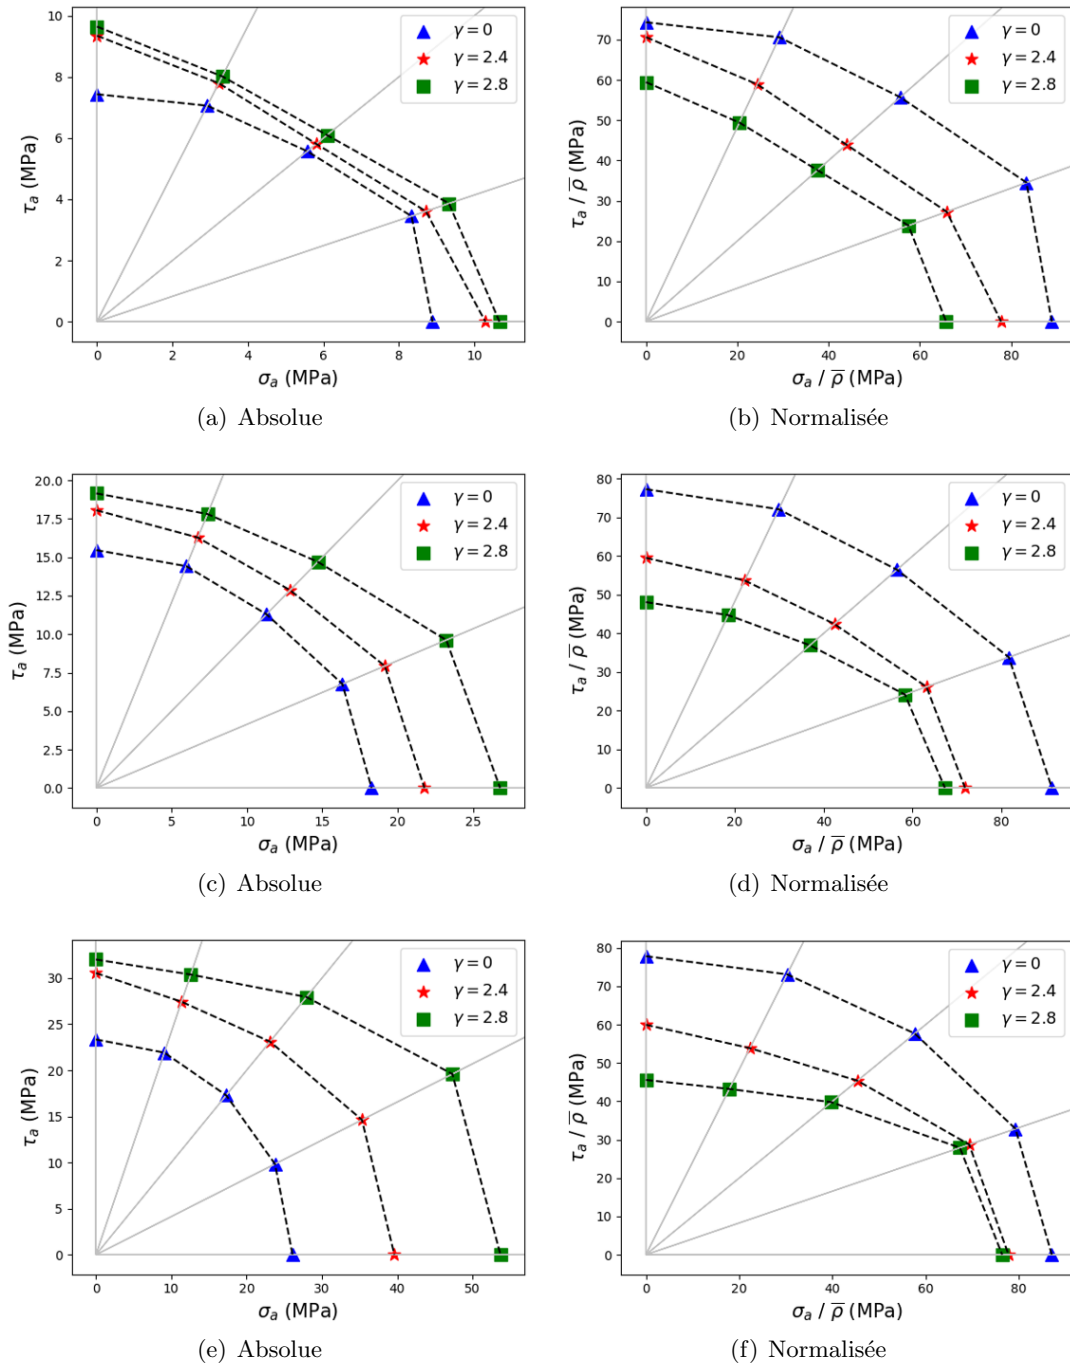 10
8
6
4
2
0
τa (MPa)
γ = 0
γ = 2.4
γ = 2.8
0 2 4 6 8 10
σa (MPa)
(a) Absolue
70
60
50
40
30
20
10
0
τa / ρ̅ (MPa)
γ = 0
γ = 2.4
γ = 2.8
0 20 40 60 80
σa / ρ̅ (MPa)
(b) Normalisée
20.0
17.5
15.0
12.5
10.0
7.5
5.0
2.5
0.0
τa (MPa)
γ = 0
γ = 2.4
γ = 2.8
0 5 10 15 20 25
σa (MPa)
(c) Absolue
80
70
60
50
40
30
20
10
0
τa / ρ̅ (MPa)
γ = 0
γ = 2.4
γ = 2.8
0 20 40 60 80
σa / ρ̅ (MPa)
(d) Normalisée
30
25
20
15
10
5
0
τa (MPa)
γ = 0
γ = 2.4
γ = 2.8
0 10 20 30 40 50
σa (MPa)
(e) Absolue
80
70
60
50
40
30
20
10
0
τa / ρ̅ (MPa)
γ = 0
γ = 2.4
γ = 2.8
0 20 40 60 80
σa / ρ̅ (MPa)
(f) Normalisée